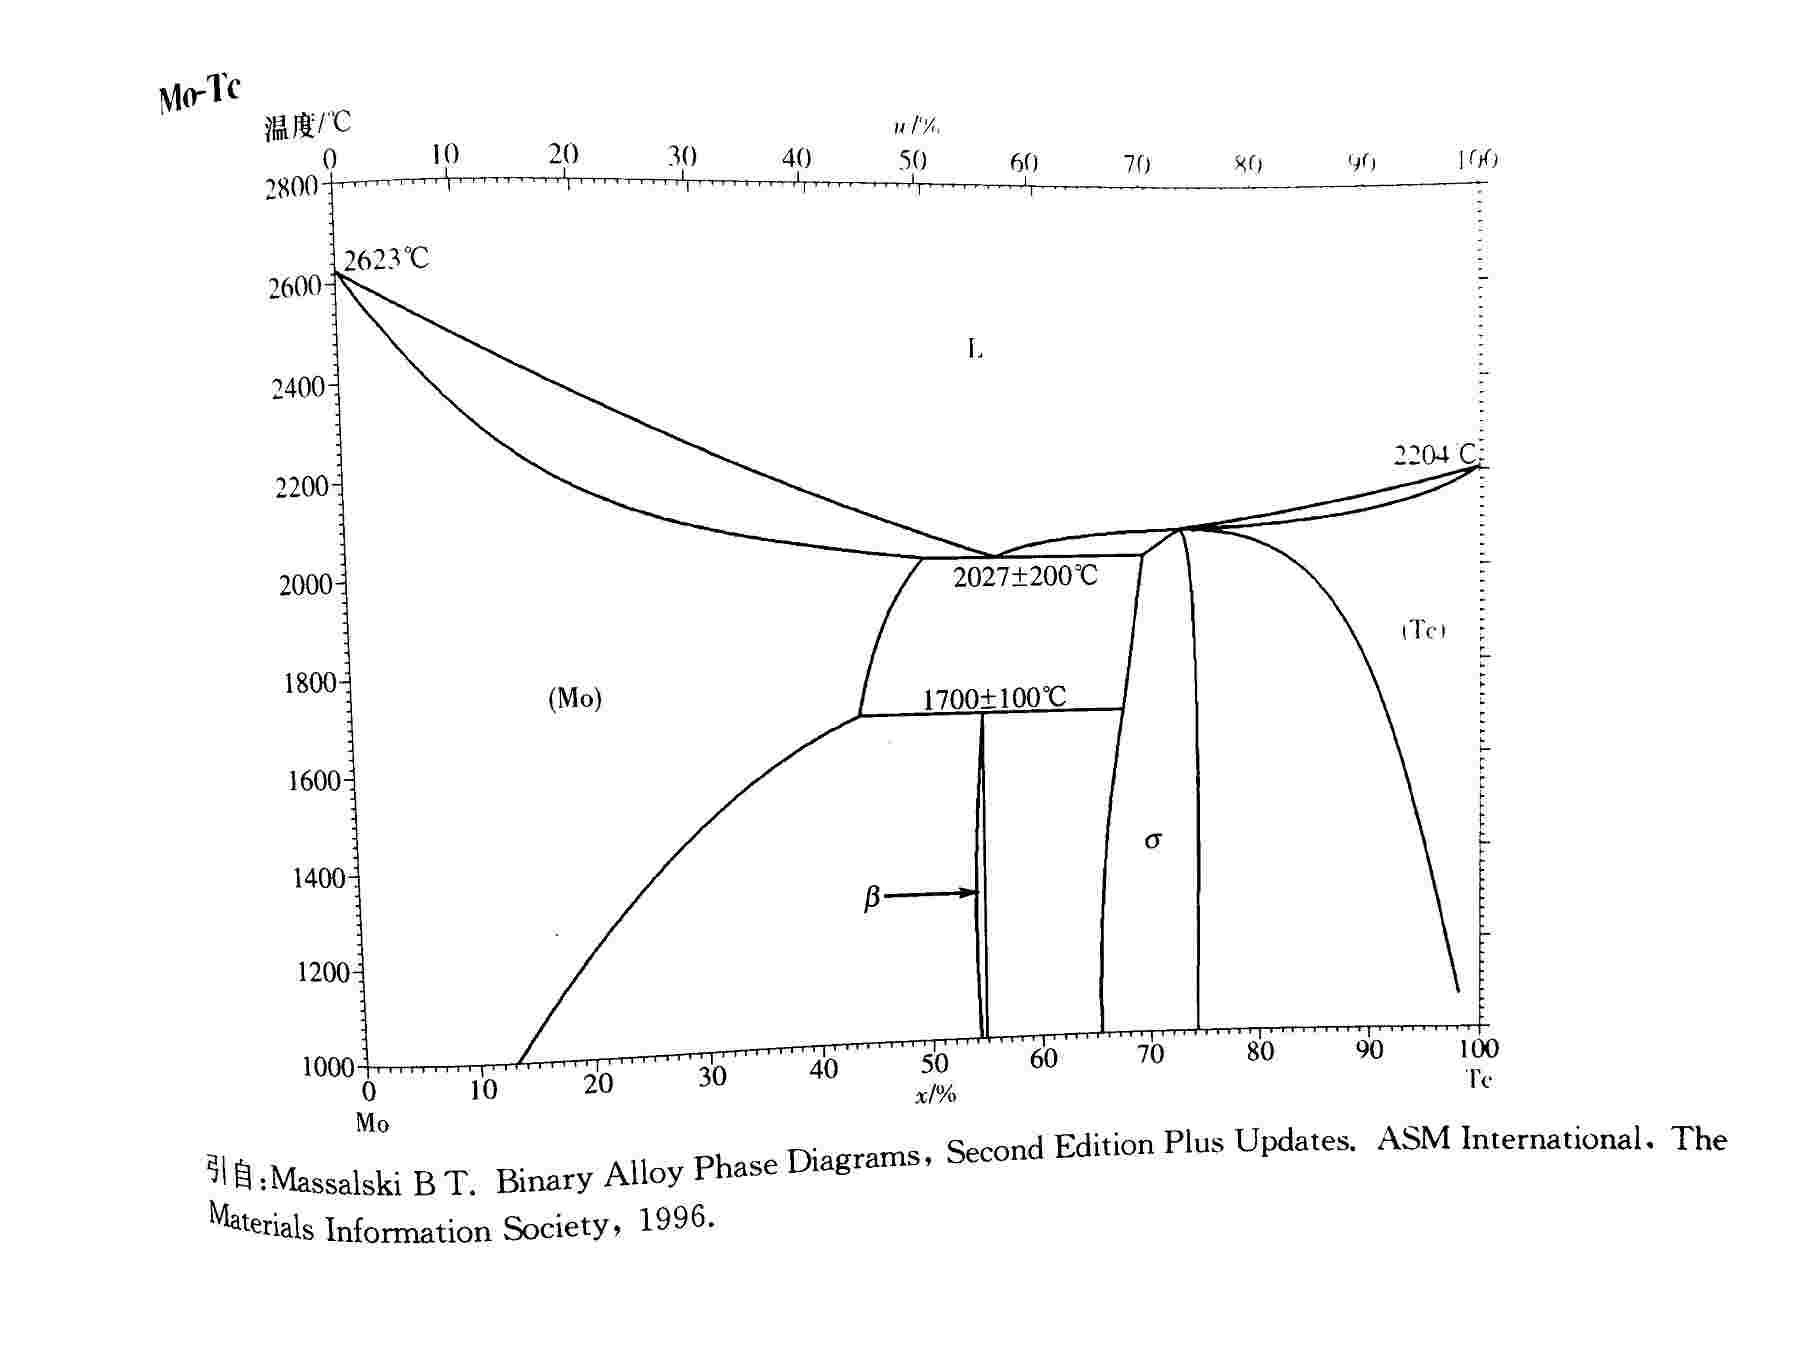 Mo-Tc
温度/℃
0 10 20 30 40 50 60 70 80 90 100
2800
2623℃
2600
L
2400
2204℃
2200
2027±200℃
2000
(Tc)
1800
(Mo)
1700±100℃
1600
σ
1400
β
1200
1000
0 10 20 30 40 50 60 70 80 90 100
Mo
x/%
Tc
引自:Massalski B T. Binary Alloy Phase Diagrams, Second Edition Plus Updates. ASM International. The
Materials Information Society, 1996.